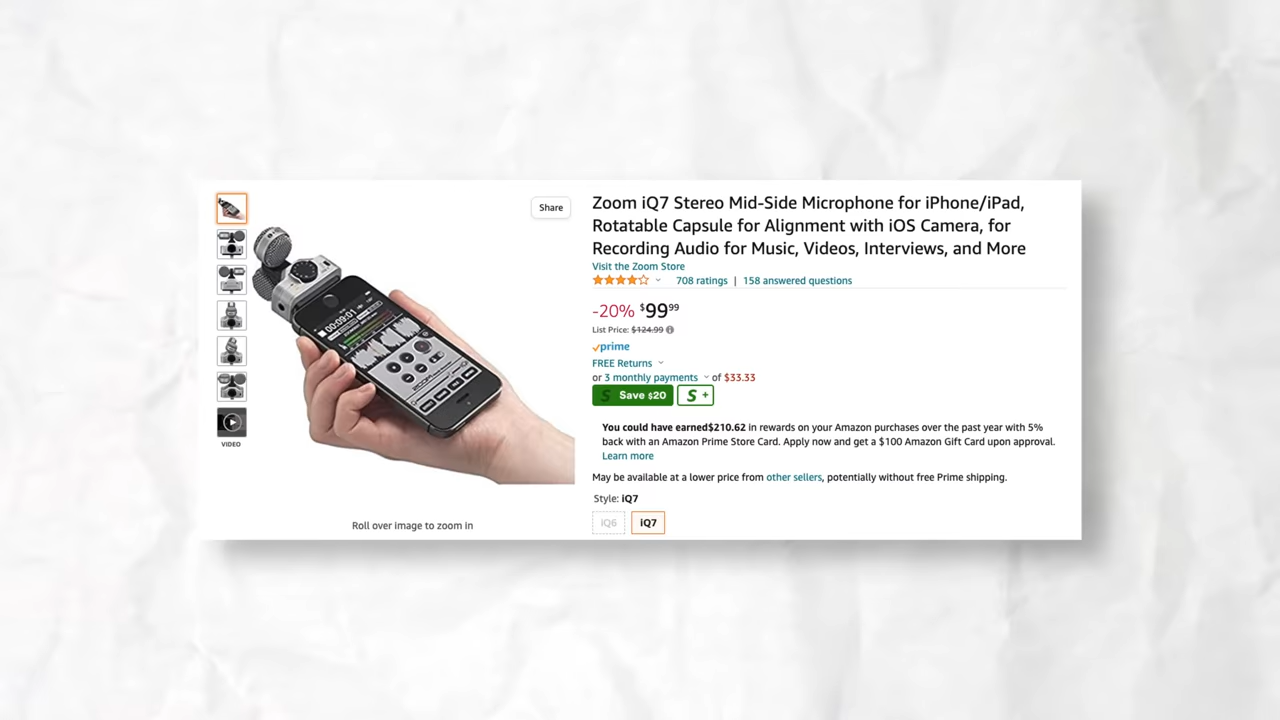 Share
Zoom iQ7 Stereo Mid-Side Microphone for iPhone/iPad,
Rotatable Capsule for Alignment with iOS Camera, for
Recording Audio for Music, Videos, Interviews, and More
Visit the Zoom Store
708 ratings | 158 answered questions
-20% $99⁹⁹
List Price: $124.99
prime
FREE Returns
or 3 monthly payments of $33.33
S Save $20 S +
You could have earned$210.62 in rewards on your Amazon purchases over the past year with 5%
back with an Amazon Prime Store Card. Apply now and get a $100 Amazon Gift Card upon approval.
Learn more
May be available at a lower price from other sellers, potentially without free Prime shipping.
Style: iQ7
iQ6 iQ7
VIDEO
Roll over image to zoom in
00:09:01